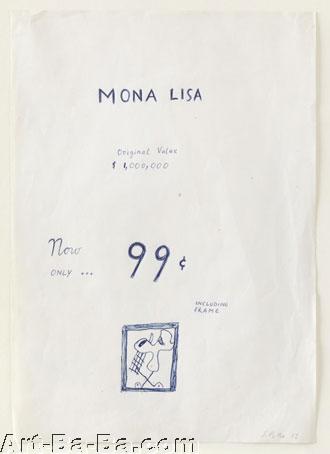 MONA LISA
Original Value
$ 1,000,000
Now
ONLY ...
99¢
INCLUDING
FRAME
Art-Ba-Ba.com